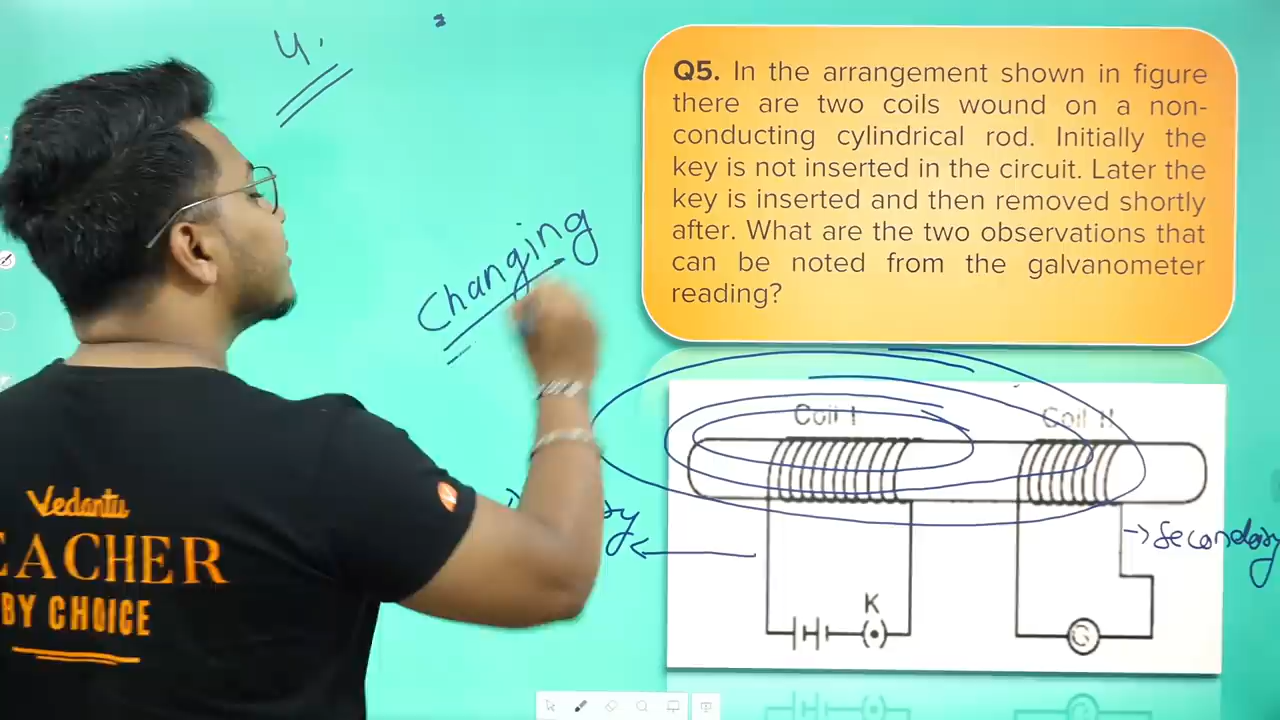 4.
Changing
Q5. In the arrangement shown in figure
there are two coils wound on a non-
conducting cylindrical rod. Initially the
key is not inserted in the circuit. Later the
key is inserted and then removed shortly
after. What are the two observations that
can be noted from the galvanometer
reading?
Coil I
Coil II
Secondary
K
G
Vedantu
EACHER
BY CHOICE